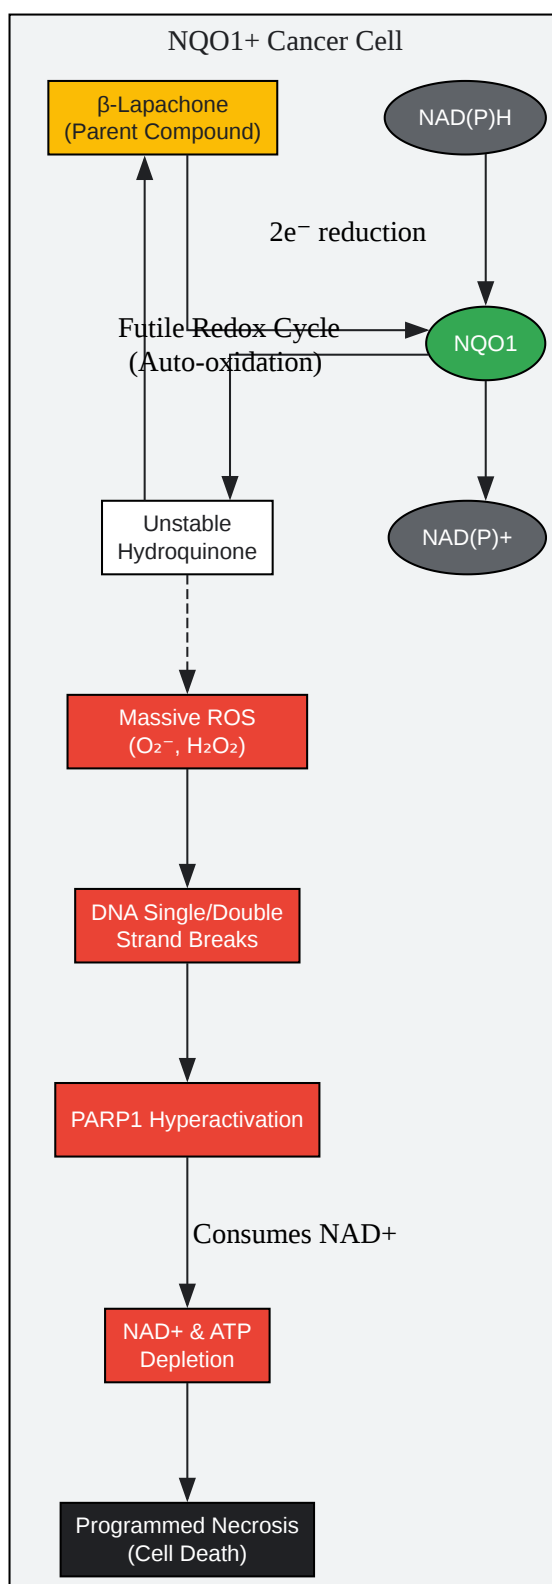 NQO1+ Cancer Cell
β-Lapachone
(Parent Compound)
NAD(P)H
2e⁻ reduction
Futile Redox Cycle
(Auto-oxidation)
NQO1
Unstable
Hydroquinone
NAD(P)+
Massive ROS
(O₂⁻, H₂O₂)
DNA Single/Double
Strand Breaks
PARP1 Hyperactivation
Consumes NAD+
NAD+ & ATP
Depletion
Programmed Necrosis
(Cell Death)